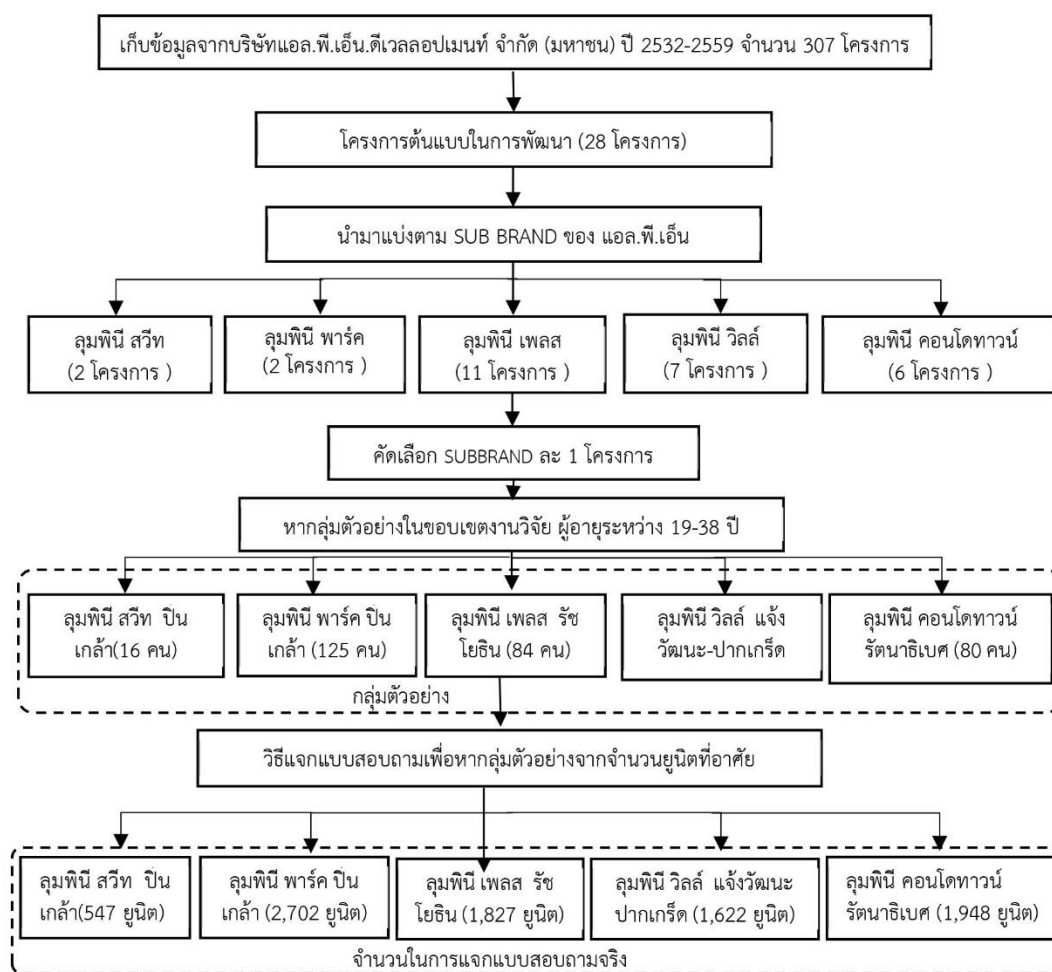 เก็บข้อมูลจากบริษัทแอล.พี.เอ็น.ดีเวลลอปเมนท์ จำกัด (มหาชน) ปี 2532-2559 จำนวน 307 โครงการ
โครงการต้นแบบในการพัฒนา (28 โครงการ)
นำมาแบ่งตาม SUB BRAND ของ แอล.พี.เอ็น
ลุมพินี สวีท
(2 โครงการ )
ลุมพินี พาร์ค
(2 โครงการ )
ลุมพินี เพลส
(11 โครงการ )
ลุมพินี วิลล์
(7 โครงการ )
ลุมพินี คอนโดทาวน์
(6 โครงการ )
คัดเลือก SUBBRAND ละ 1 โครงการ
หากลุ่มตัวอย่างในขอบเขตงานวิจัย ผู้อายุระหว่าง 19-38 ปี
ลุมพินี สวีท ปิ่น
เกล้า(16 คน)
ลุมพินี พาร์ค ปิ่น
เกล้า (125 คน)
ลุมพินี เพลส รัช
โยธิน (84 คน)
ลุมพินี วิลล์ แจ้ง
วัฒนะ-ปากเกร็ด
ลุมพินี คอนโดทาวน์
รัตนาธิเบศ (80 คน)
กลุ่มตัวอย่าง
วิธีแจกแบบสอบถามเพื่อหากลุ่มตัวอย่างจากจำนวนยูนิตที่อาศัย
ลุมพินี สวีท ปิ่น
เกล้า(547 ยูนิต)
ลุมพินี พาร์ค ปิ่น
เกล้า (2,702 ยูนิต)
ลุมพินี เพลส รัช
โยธิน (1,827 ยูนิต)
ลุมพินี วิลล์ แจ้งวัฒนะ
ปากเกร็ด (1,622 ยูนิต)
ลุมพินี คอนโดทาวน์
รัตนาธิเบศ (1,948 ยูนิต)
จำนวนในการแจกแบบสอบถามจริง